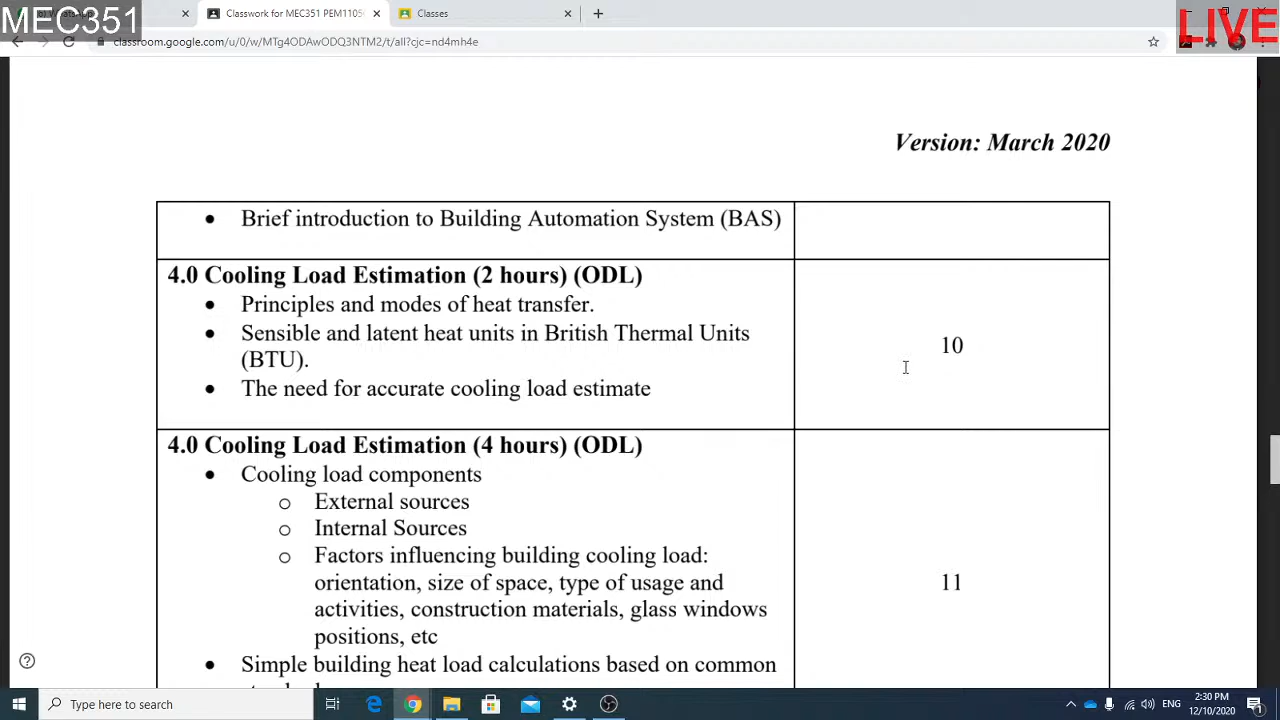 MEC351
WhatsApp
Classwork for MEC351 PEM110S
Classes
LIVE
classroom.google.com/u/0/w/MTg4ODAwODQ3NTM2/t/all?cjc=nd4mh4e
Version: March 2020
• Brief introduction to Building Automation System (BAS)
4.0 Cooling Load Estimation (2 hours) (ODL)
• Principles and modes of heat transfer.
• Sensible and latent heat units in British Thermal Units
(BTU).
• The need for accurate cooling load estimate
10
4.0 Cooling Load Estimation (4 hours) (ODL)
• Cooling load components
o External sources
o Internal Sources
o Factors influencing building cooling load:
orientation, size of space, type of usage and
activities, construction materials, glass windows
positions, etc
• Simple building heat load calculations based on common
11
Type here to search
ENG
2:30 PM
12/10/2020